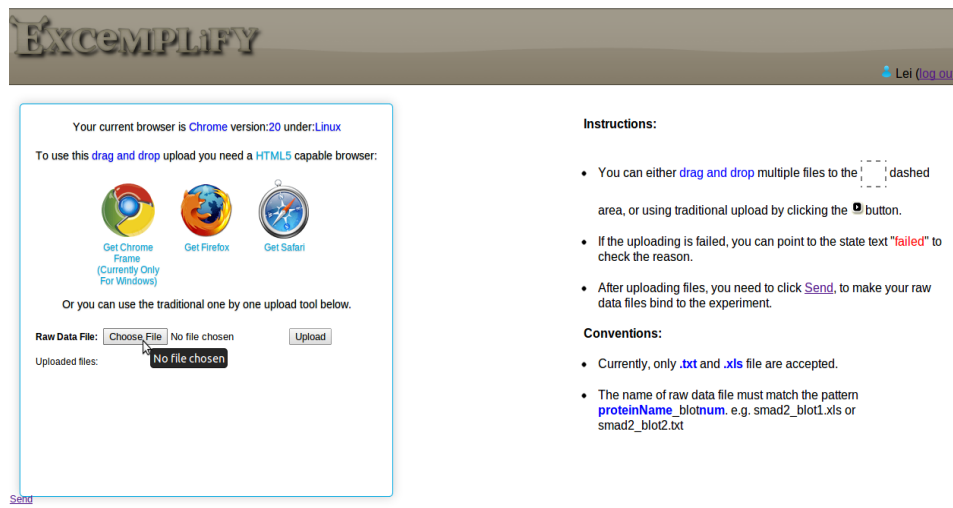 EXCEMPLiFY
Lei (log ou
Your current browser is Chrome version:20 under:Linux
To use this drag and drop upload you need a HTML5 capable browser:
Get Chrome
Frame
(Currently Only
For Windows)
Get Firefox
Get Safari
Or you can use the traditional one by one upload tool below.
Raw Data File: Choose File No file chosen Upload
No file chosen
Uploaded files:
Send
Instructions:
• You can either drag and drop multiple files to the dashed
area, or using traditional upload by clicking the button.
• If the uploading is failed, you can point to the state text "failed" to
check the reason.
• After uploading files, you need to click Send, to make your raw
data files bind to the experiment.
Conventions:
• Currently, only .txt and .xls file are accepted.
• The name of raw data file must match the pattern
proteinName_blotnum. e.g. smad2_blot1.xls or
smad2_blot2.txt